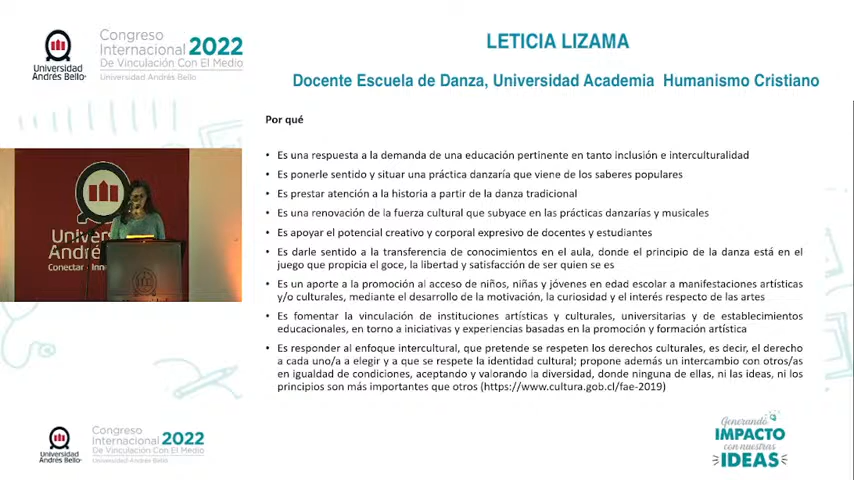 Congreso
Internacional 2022
De Vinculación Con El Medio
Universidad Andrés Bello
Universidad
Andrés Bello
LETICIA LIZAMA
Docente Escuela de Danza, Universidad Academia Humanismo Cristiano
Por qué
• Es una respuesta a la demanda de una educación pertinente en tanto inclusión e interculturalidad
• Es ponerle sentido y situar una práctica danzaría que viene de los saberes populares
• Es prestar atención a la historia a partir de la danza tradicional
• Es una renovación de la fuerza cultural que subyace en las prácticas danzarías y musicales
• Es apoyar el potencial creativo y corporal expresivo de docentes y estudiantes
• Es darle sentido a la transferencia de conocimientos en el aula, donde el principio de la danza está en el
juego que propicia el goce, la libertad y satisfacción de ser quien se es
• Es un aporte a la promoción al acceso de niños, niñas y jóvenes en edad escolar a manifestaciones artísticas
y/o culturales, mediante el desarrollo de la motivación, la curiosidad y el interés respecto de las artes
• Es fomentar la vinculación de instituciones artísticas y culturales, universitarias y de establecimientos
educacionales, en torno a iniciativas y experiencias basadas en la promoción y formación artística
• Es responder al enfoque intercultural, que pretende se respeten los derechos culturales, es decir, el derecho
a cada uno/a a elegir y a que se respete la identidad cultural; propone además un intercambio con otros/as
en igualdad de condiciones, aceptando y valorando la diversidad, donde ninguna de ellas, ni las ideas, ni los
principios son más importantes que otros (https://www.cultura.gob.cl/fae-2019)
Univer
André
Conectar
Universidad
Andrés Bello
Congreso
Internacional 2022
De Vinculación Con El Medio
Universidad Andrés Bello
Generando
IMPACTO
con nuestras
IDEAS